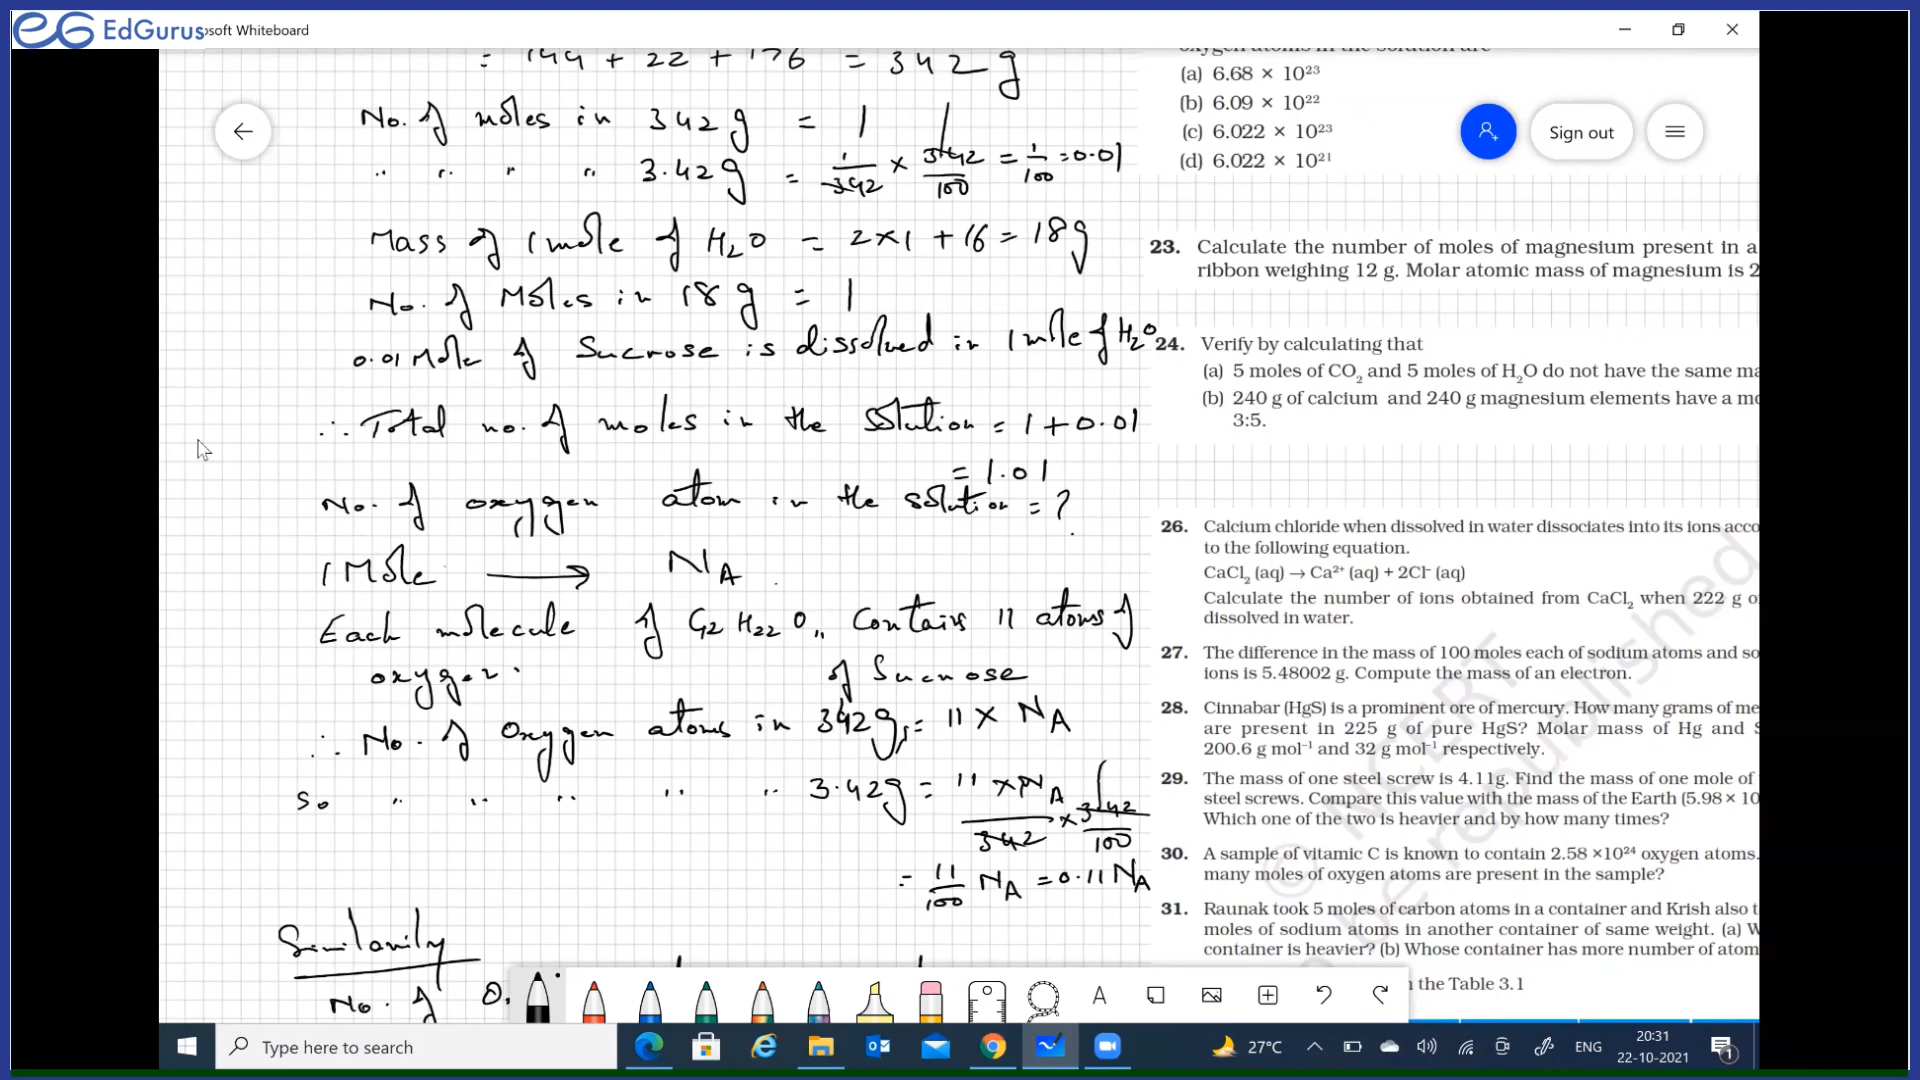 EdGurus
osoft Whiteboard
= 144 + 22 + 176 = 342 g
No. of moles in 342 g = 1
" " " " 3.42 g = 1/342 × 342/100 = 1/100 = 0.01
Mass of 1 mole of H₂O = 2×1 + 16 = 18 g
No. of Moles in 18 g = 1
0.01 Mole of Sucrose is dissolved in 1 mole of H₂O
∴ Total no. of moles in the solution = 1 + 0.01
= 1.01
No. of oxygen atom in the solution = ?
1 Mole → NA
Each molecule of C12 H22 O11 Contains 11 atoms of
oxygen.
of Sucrose
∴ No. of Oxygen atoms in 342 g = 11 × NA
So " " " " " 3.42 g = 11 × NA / 342 × 342/100
= 11/100 NA = 0.11 NA
Similarity
No. of O.
oxygen atoms in the solution are
(a) 6.68 × 10²³
(b) 6.09 × 10²²
(c) 6.022 × 10²³
(d) 6.022 × 10²¹
Sign out
23. Calculate the number of moles of magnesium present in a
ribbon weighing 12 g. Molar atomic mass of magnesium is 2
24. Verify by calculating that
(a) 5 moles of CO₂ and 5 moles of H₂O do not have the same ma
(b) 240 g of calcium and 240 g magnesium elements have a mo
3:5.
26. Calcium chloride when dissolved in water dissociates into its ions acco
to the following equation.
CaCl₂ (aq) → Ca²⁺ (aq) + 2Cl⁻ (aq)
Calculate the number of ions obtained from CaCl₂ when 222 g o
dissolved in water.
27. The difference in the mass of 100 moles each of sodium atoms and so
ions is 5.48002 g. Compute the mass of an electron.
28. Cinnabar (HgS) is a prominent ore of mercury. How many grams of me
are present in 225 g of pure HgS? Molar mass of Hg and S
200.6 g mol⁻¹ and 32 g mol⁻¹ respectively.
29. The mass of one steel screw is 4.11g. Find the mass of one mole of
steel screws. Compare this value with the mass of the Earth (5.98 × 10
Which one of the two is heavier and by how many times?
30. A sample of vitamic C is known to contain 2.58 ×10²⁴ oxygen atoms.
many moles of oxygen atoms are present in the sample?
31. Raunak took 5 moles of carbon atoms in a container and Krish also t
moles of sodium atoms in another container of same weight. (a) W
container is heavier? (b) Whose container has more number of atom
the Table 3.1
© NCERT
be republished
Type here to search
27°C
ENG
20:31
22-10-2021
1